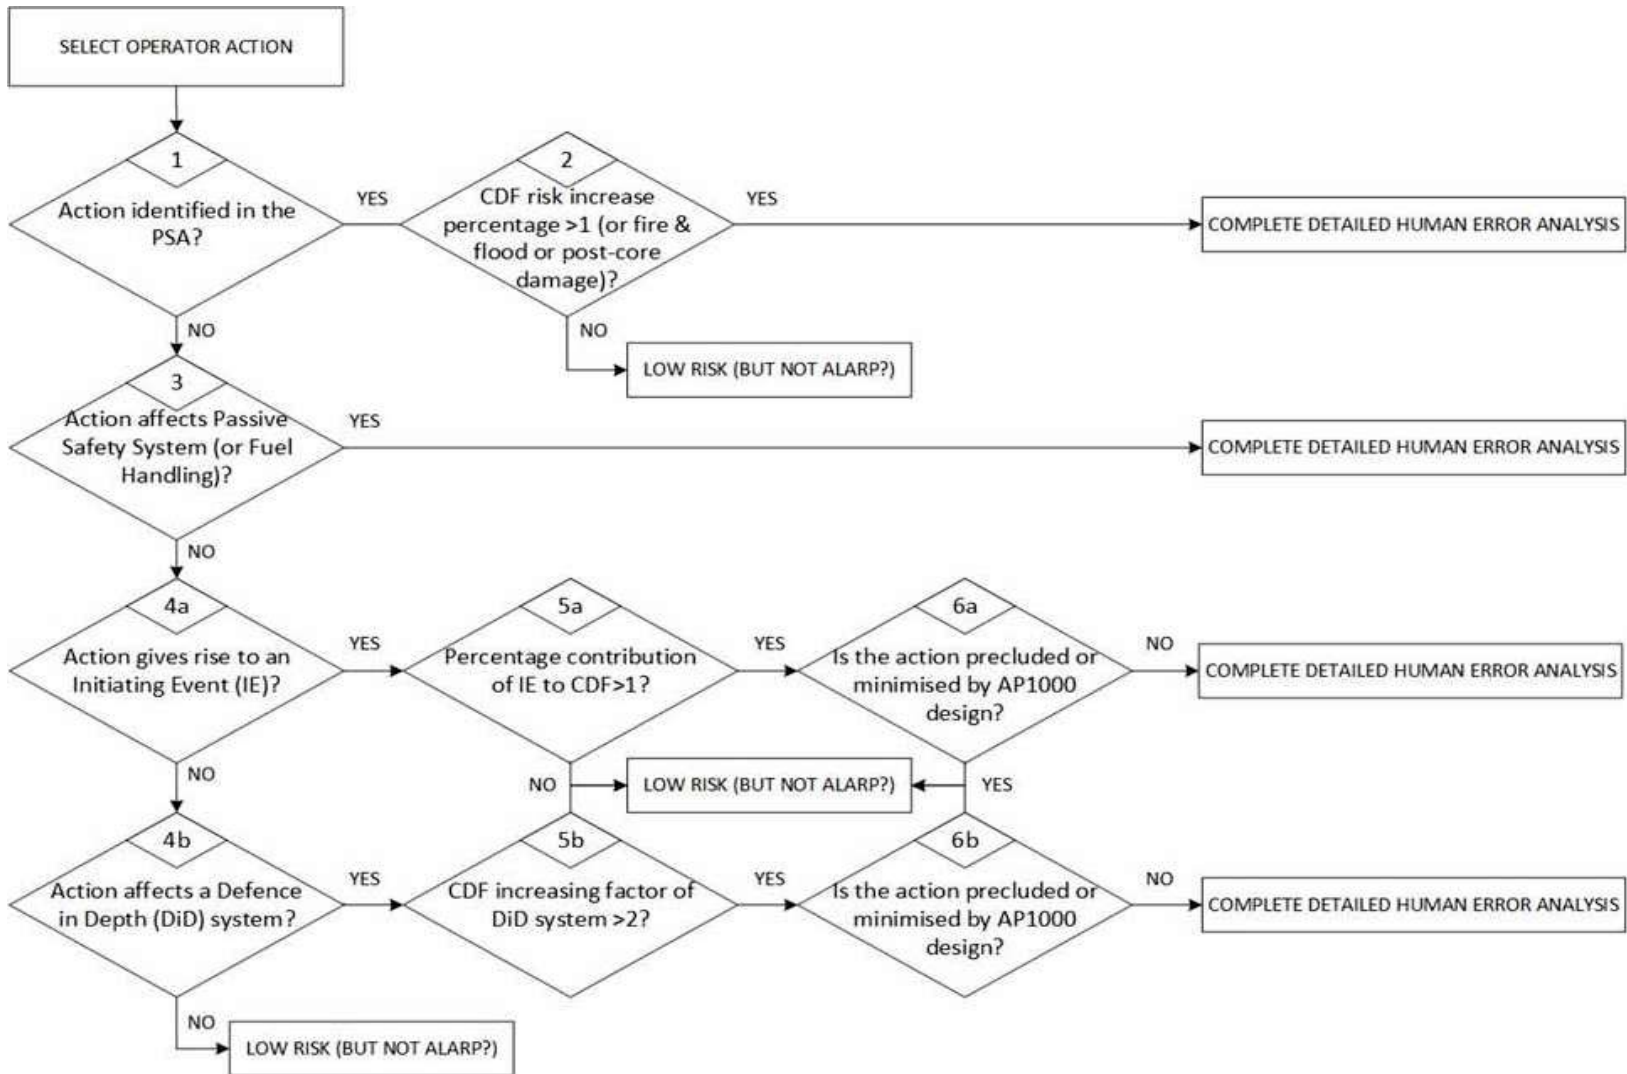 SELECT OPERATOR ACTION
1
Action identified in the
PSA?
YES
2
CDF risk increase
percentage >1 (or fire &
flood or post-core
damage)?
YES
COMPLETE DETAILED HUMAN ERROR ANALYSIS
NO
NO
LOW RISK (BUT NOT ALARP?)
3
Action affects Passive
Safety System (or Fuel
Handling)?
YES
COMPLETE DETAILED HUMAN ERROR ANALYSIS
NO
4a
Action gives rise to an
Initiating Event (IE)?
YES
5a
Percentage contribution
of IE to CDF>1?
YES
6a
Is the action precluded or
minimised by AP1000
design?
NO
COMPLETE DETAILED HUMAN ERROR ANALYSIS
NO
NO
LOW RISK (BUT NOT ALARP?)
YES
4b
Action affects a Defence
in Depth (DiD) system?
YES
5b
CDF increasing factor of
DiD system >2?
YES
6b
Is the action precluded or
minimised by AP1000
design?
NO
COMPLETE DETAILED HUMAN ERROR ANALYSIS
NO
LOW RISK (BUT NOT ALARP?)